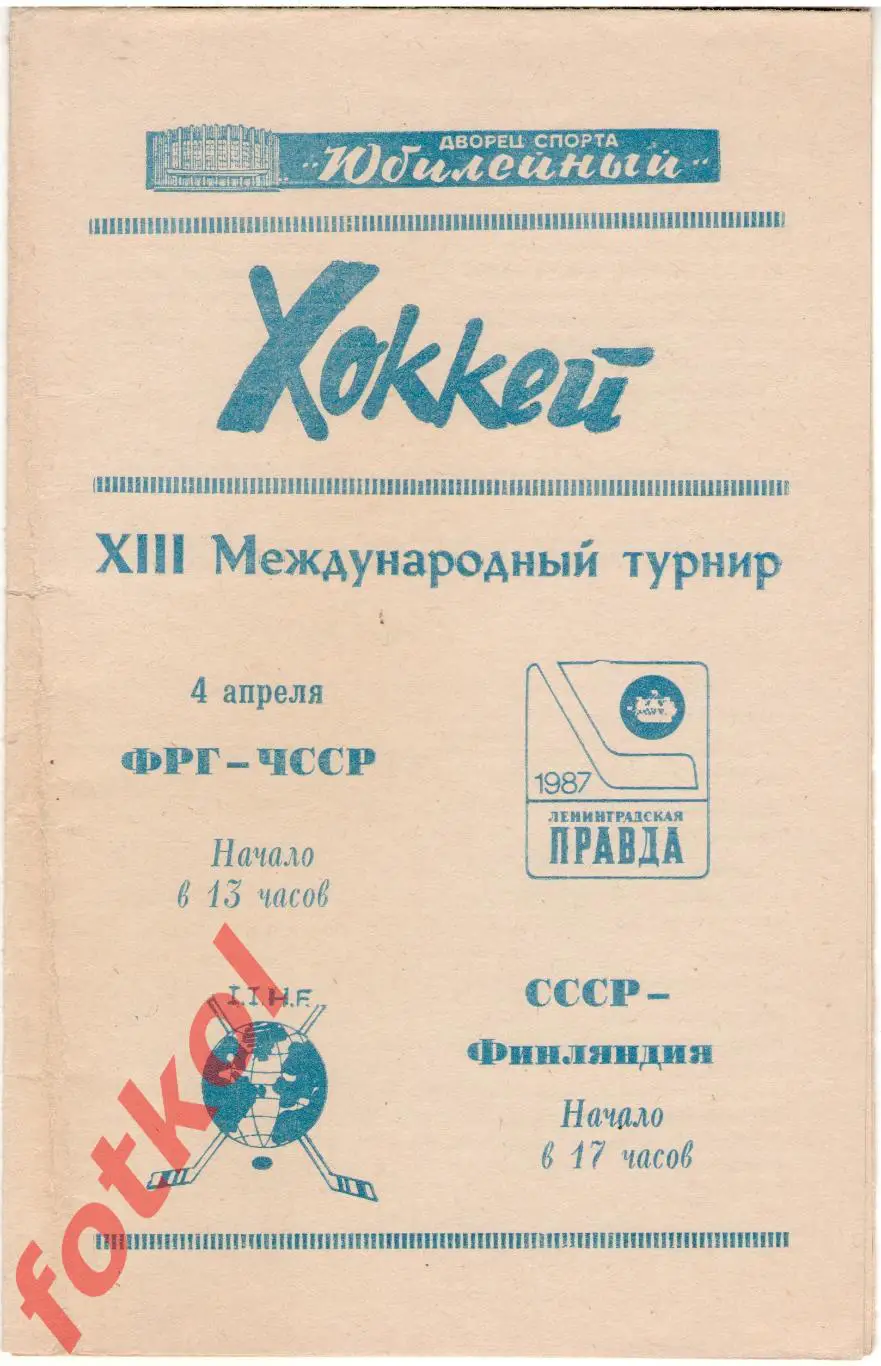 ДВОРЕЦ СПОРТА
"Юбилейный"
Хоккей
XIII Международный турнир
4 апреля
ФРГ – ЧССР
Начало
в 13 часов
1987
ЛЕНИНГРАДСКАЯ
ПРАВДА
I.I.H.F.
СССР –
Финляндия
Начало
в 17 часов
fotkol